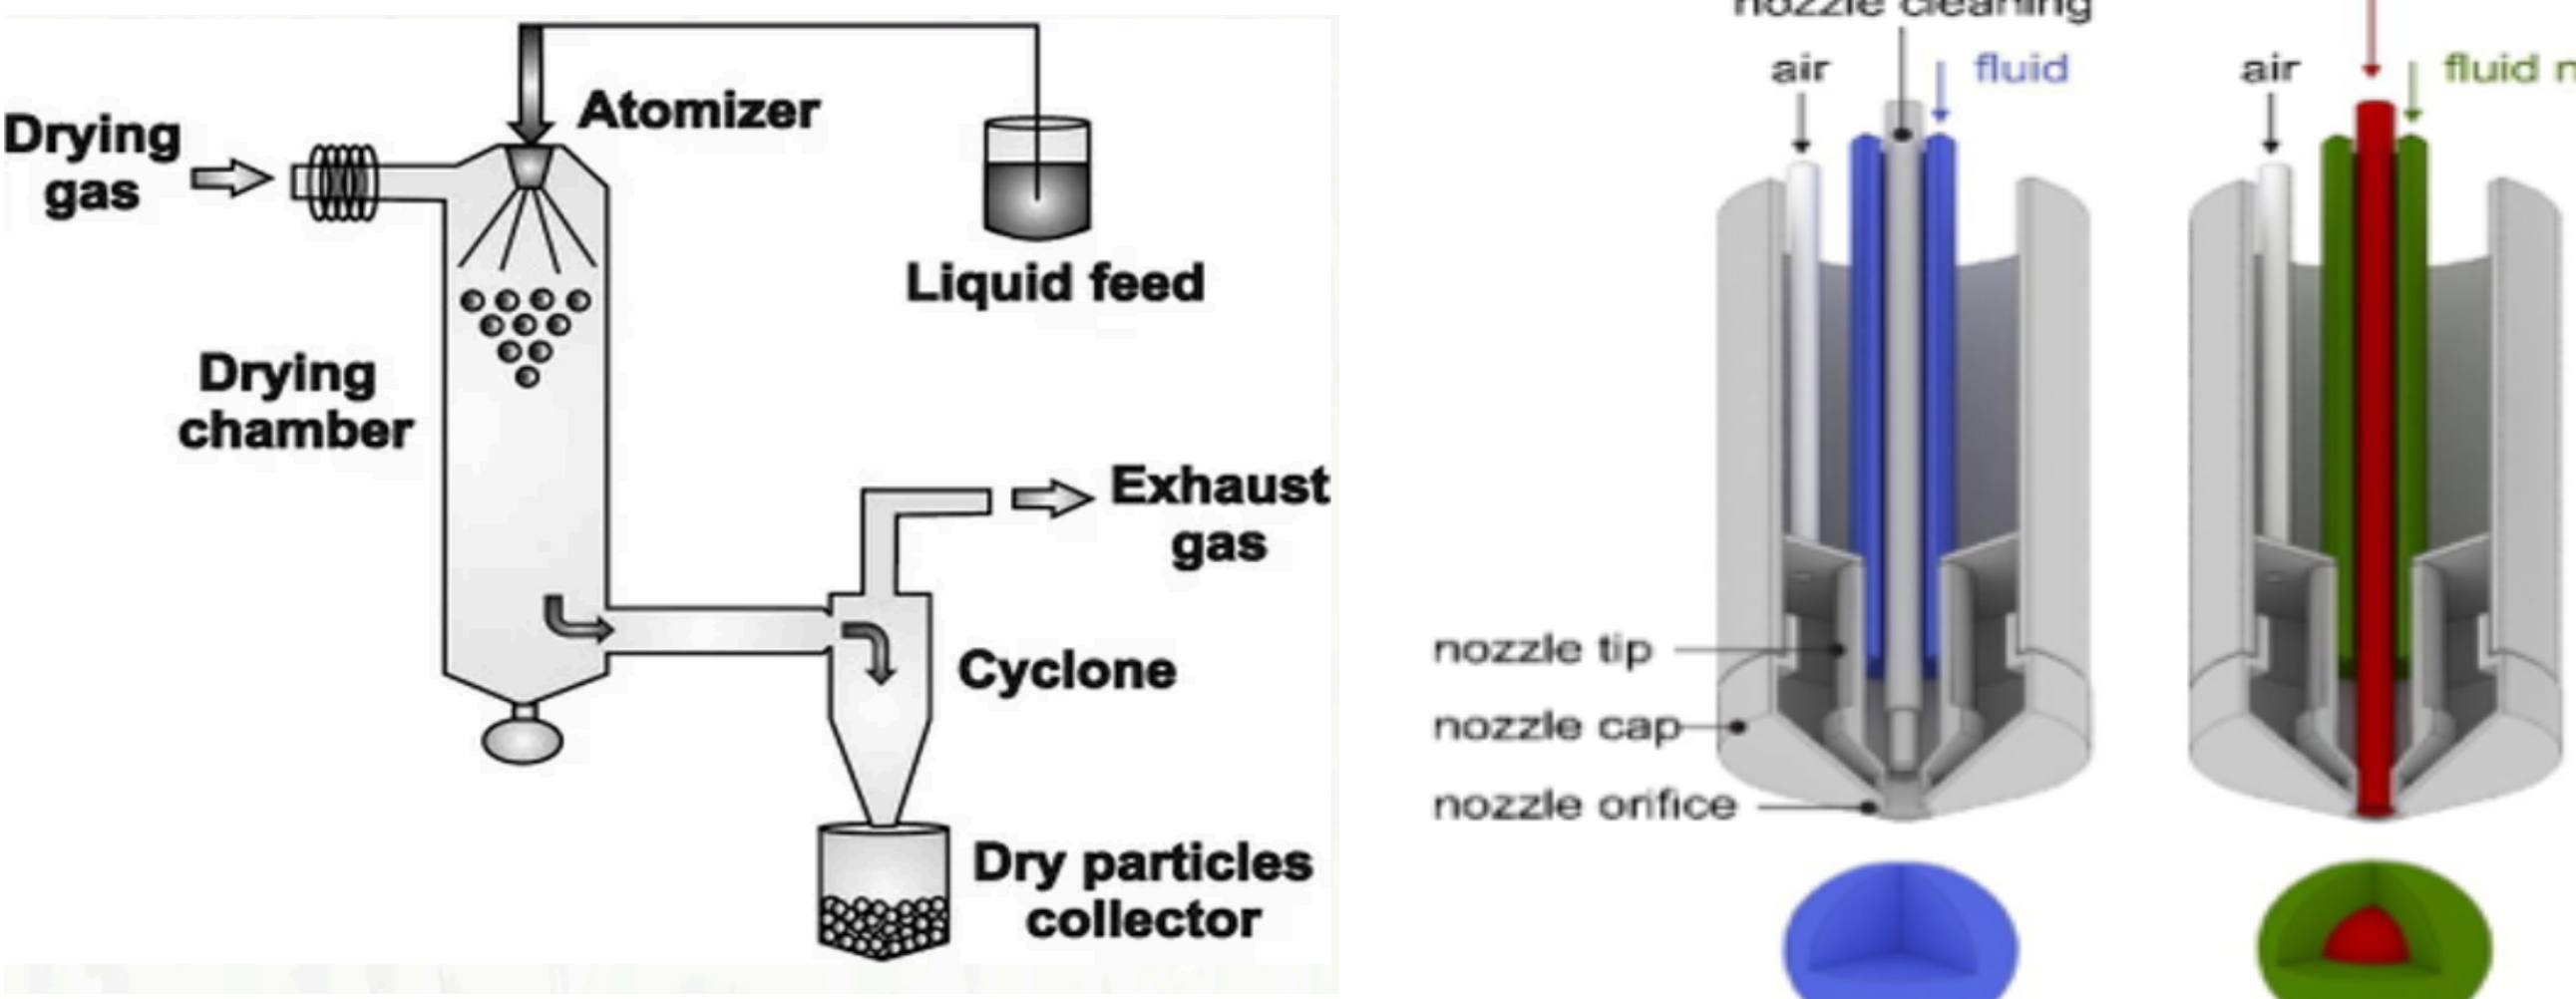 Drying
gas
Atomizer
Liquid feed
Drying
chamber
Exhaust
gas
Cyclone
Dry particles
collector
nozzle cleaning
air
fluid
air
fluid
nozzle tip
nozzle cap
nozzle orifice